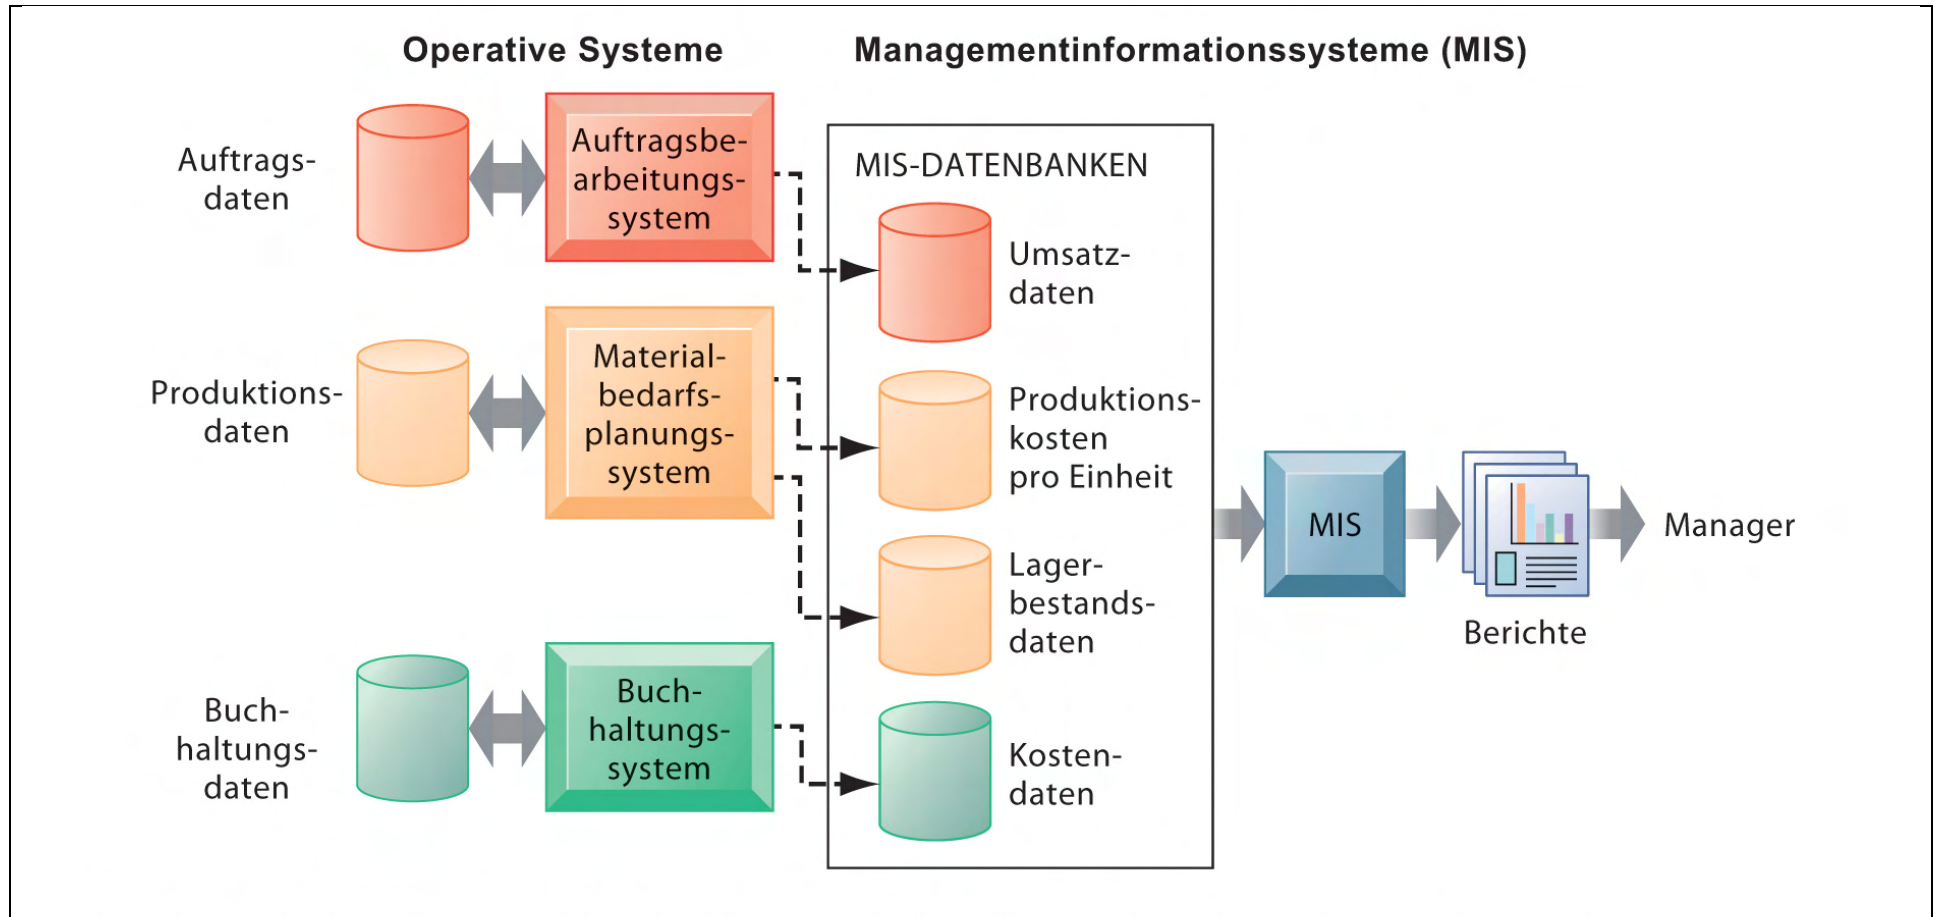 Operative Systeme
Managementinformationssysteme (MIS)
Auftrags-
daten
Auftragsbe-
arbeitungs-
system
MIS-DATENBANKEN
Umsatz-
daten
Produktions-
daten
Material-
bedarfs-
planungs-
system
Produktions-
kosten
pro Einheit
Lager-
bestands-
daten
MIS
Berichte
Manager
Buch-
haltungs-
daten
Buch-
haltungs-
system
Kosten-
daten